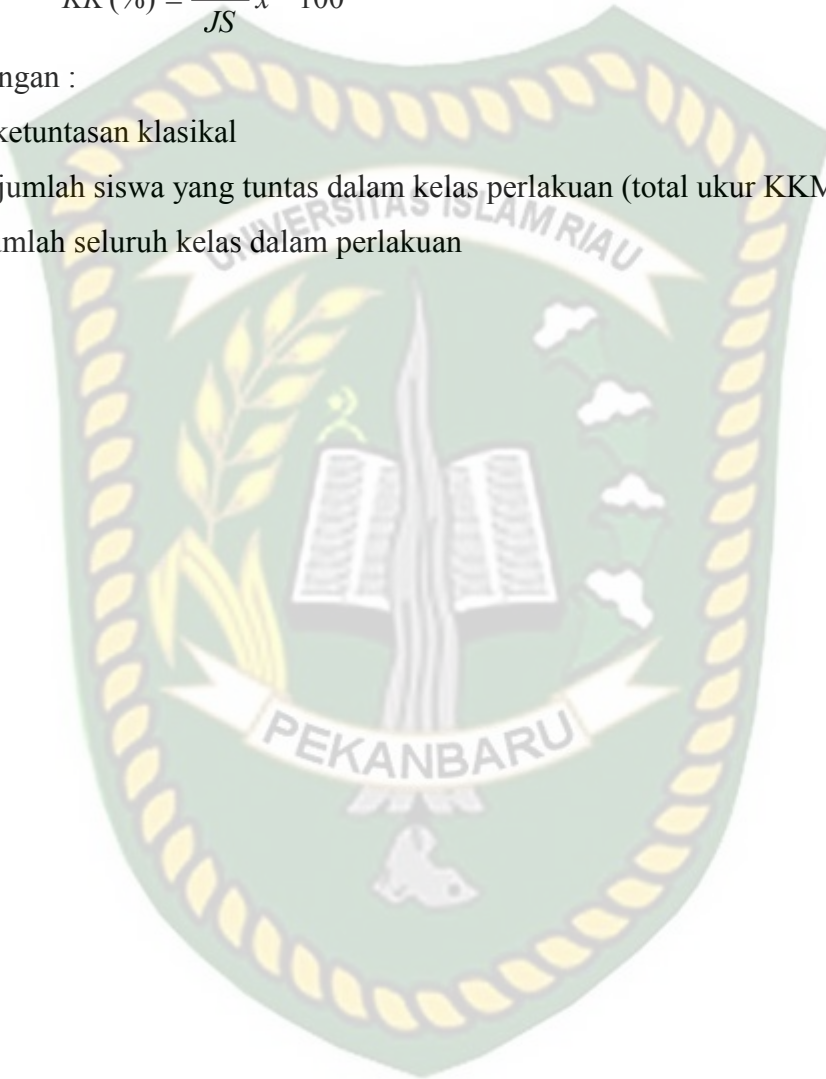 KK (%) = JS x 100
ngan :
ketuntasan klasikal
jumlah siswa yang tuntas dalam kelas perlakuan (total ukur KKM
umlah seluruh kelas dalam perlakuan
UNIVERSITAS ISLAM RIAU
PEKANBARU